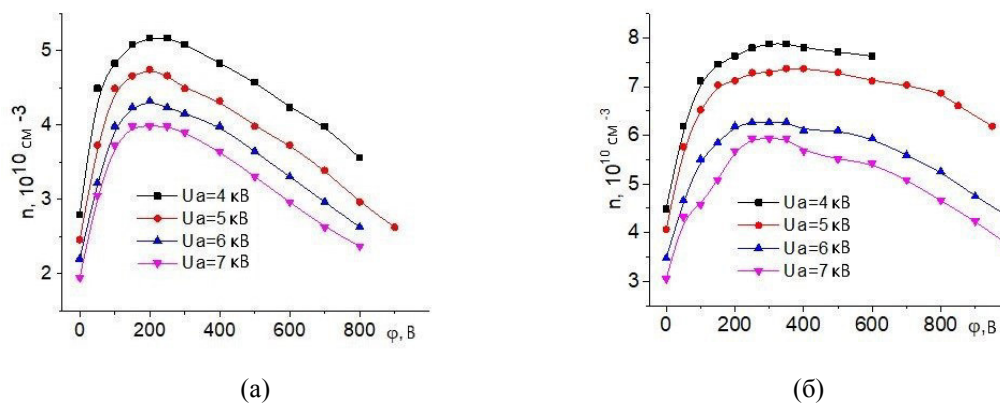 5
4
3
2
n, 10¹⁰ см -3
Ua=4 кВ
Ua=5 кВ
Ua=6 кВ
Ua=7 кВ
0 200 400 600 800 φ, В
(а)
8
7
6
5
4
3
n, 10¹⁰ см -3
Ua=4 кВ
Ua=5 кВ
Ua=6 кВ
Ua=7 кВ
0 200 400 600 800 φ, В
(б)